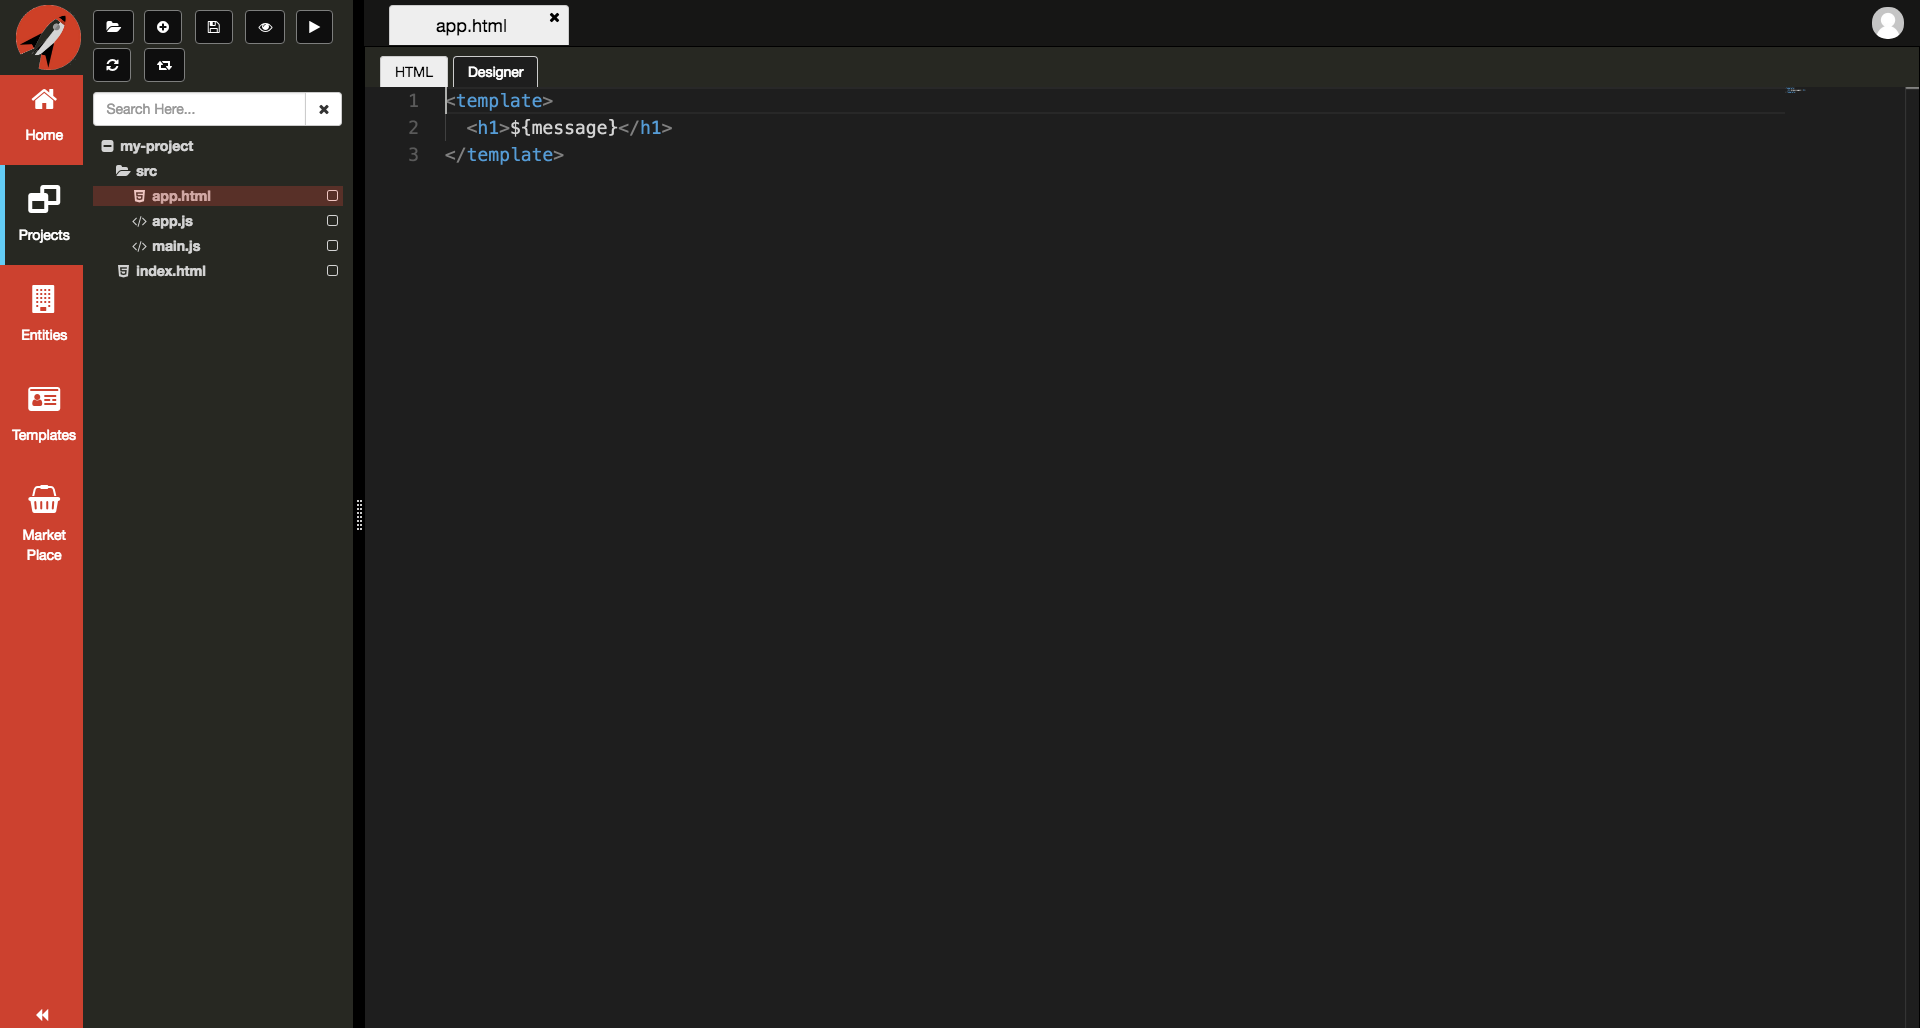 Home
Projects
Entities
Templates
Market
Place
Search Here...
my-project
src
app.html
app.js
main.js
index.html
app.html
HTML
Designer
1 <template>
2 <h1>${message}</h1>
3 </template>